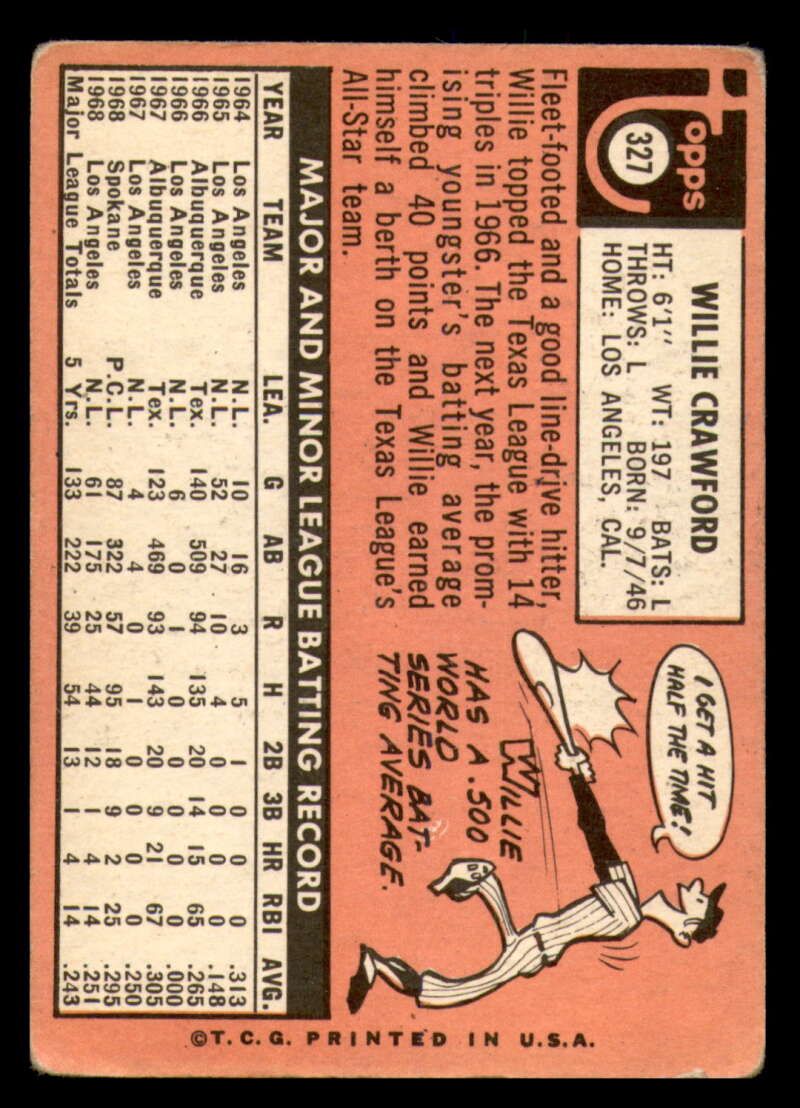 Topps
327
WILLIE CRAWFORD
HT: 6'1" WT: 197 BATS: L
THROWS: L BORN: 9/7/46
HOME: LOS ANGELES, CAL.
Fleet-footed and a good line-drive hitter,
Willie topped the Texas League with 14
triples in 1966. The next year, the prom-
ising youngster's batting average
climbed 40 points and Willie earned
himself a berth on the Texas League's
All-Star team.
I GET A HIT
HALF THE TIME!
WILLIE
HAS A .500
WORLD
SERIES BAT-
TING AVERAGE.
MAJOR AND MINOR LEAGUE BATTING RECORD
YEAR TEAM LEA. G AB R H 2B 3B HR RBI AVG.
1964 Los Angeles N.L. 10 16 3 5 1 0 0 0 .313
1965 Los Angeles N.L. 52 27 10 4 0 0 0 0 .148
1966 Albuquerque Tex. 140 509 94 135 20 14 15 65 .265
1966 Los Angeles N.L. 6 0 1 0 0 0 0 0 .000
1967 Albuquerque Tex. 123 469 93 143 20 9 21 67 .305
1967 Los Angeles N.L. 4 4 0 1 0 0 0 0 .250
1968 Spokane P.C.L. 87 322 57 95 18 9 2 25 .295
1968 Los Angeles N.L. 61 175 25 44 12 1 4 14 .251
Major League Totals 5 Yrs. 133 222 39 54 13 1 4 14 .243
©T.C.G. PRINTED IN U.S.A.